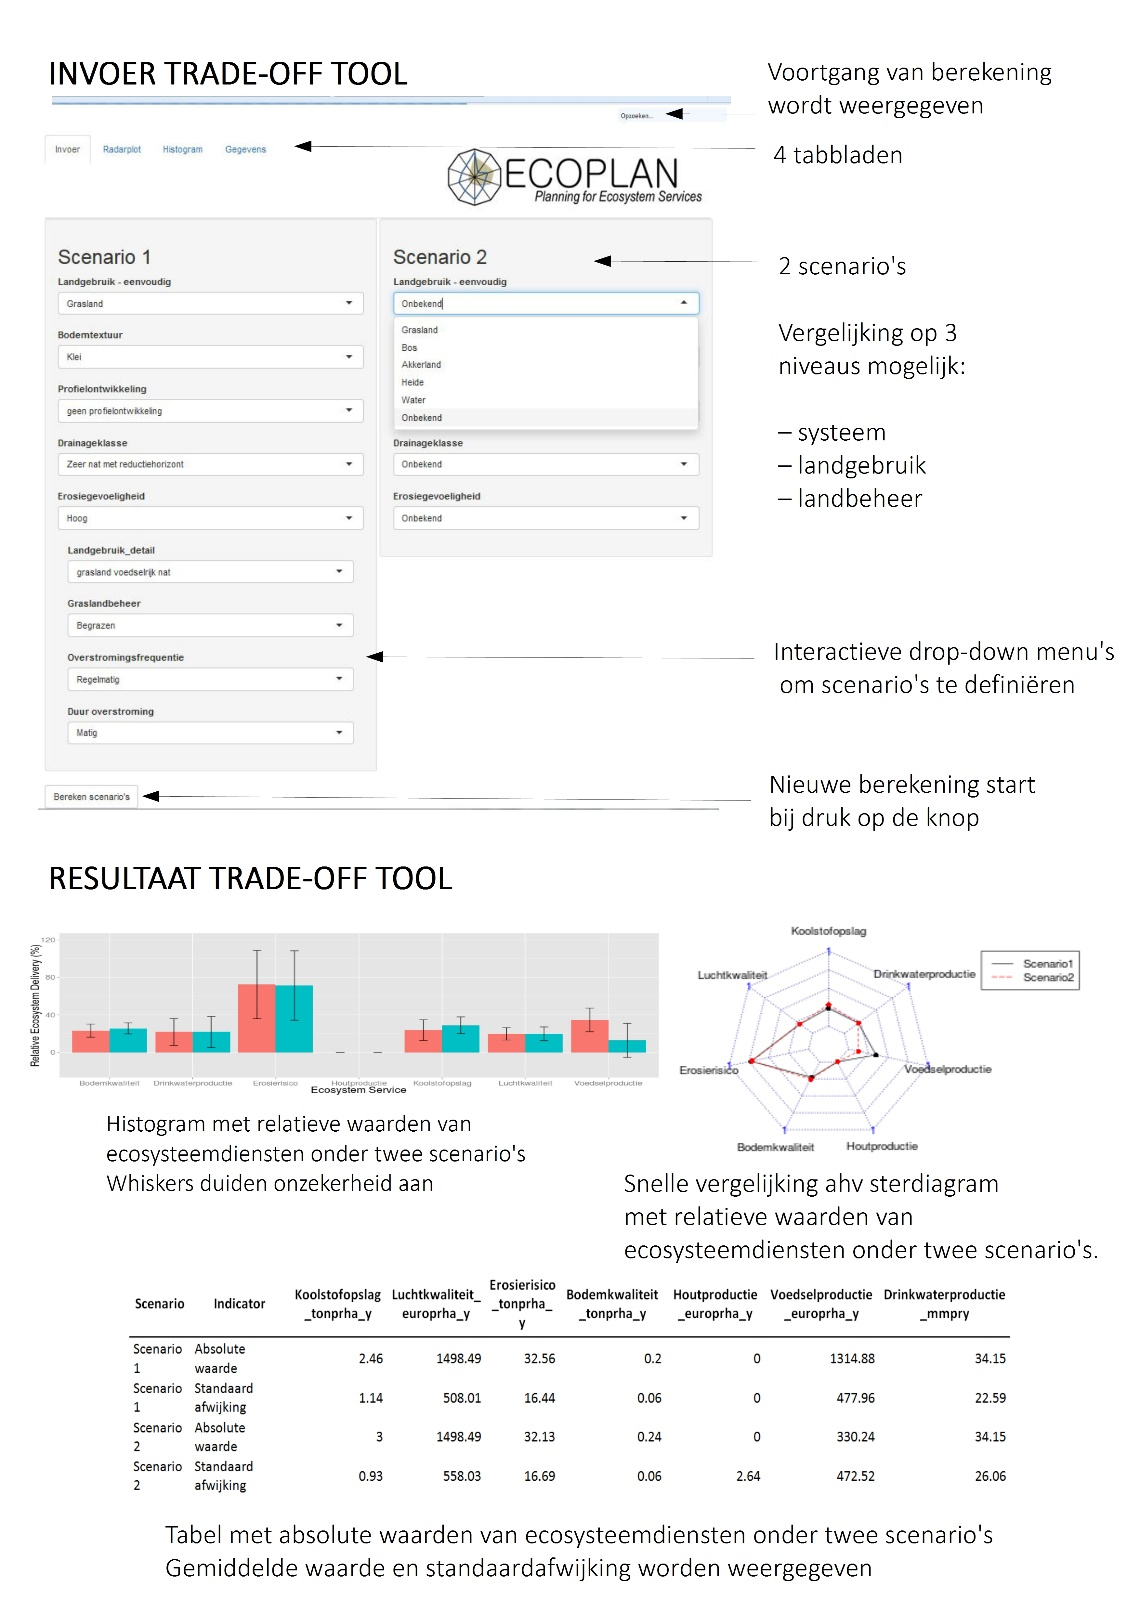 INVOER TRADE-OFF TOOL
Voortgang van berekening
wordt weergegeven
Opzoeken...
Invoer Radarplot Histogram Gegevens
4 tabbladen
ECOPLAN
Planning for Ecosystem Services
Scenario 1
Landgebruik - eenvoudig
Grasland
Bodemtextuur
Klei
Profielontwikkeling
geen profielontwikkeling
Drainageklasse
Zeer nat met reductiehorizont
Erosiegevoeligheid
Hoog
Landgebruik_detail
grasland voedselrijk nat
Graslandbeheer
Begrazen
Overstromingsfrequentie
Regelmatig
Duur overstroming
Matig
Bereken scenario's
Scenario 2
Landgebruik - eenvoudig
Onbekend
Grasland
Bos
Akkerland
Heide
Water
Onbekend
Drainageklasse
Onbekend
Erosiegevoeligheid
Onbekend
2 scenario's
Vergelijking op 3
niveaus mogelijk:
– systeem
– landgebruik
– landbeheer
Interactieve drop-down menu's
om scenario's te definiëren
Nieuwe berekening start
bij druk op de knop
RESULTAAT TRADE-OFF TOOL
Relative Ecosystem Delivery (%)
120
80
40
0
Bodemkwaliteit Drinkwaterproductie Erosierisico Houtproductie Koolstofopslag Luchtkwaliteit Voedselproductie
Ecosystem Service
Koolstofopslag
Luchtkwaliteit
Drinkwaterproductie
Erosierisico
Voedselproductie
Bodemkwaliteit
Houtproductie
1
1
1
1
1
1
1
Scenario1
Scenario2
Histogram met relatieve waarden van
ecosysteemdiensten onder twee scenario's
Whiskers duiden onzekerheid aan
Snelle vergelijking ahv sterdiagram
met relatieve waarden van
ecosysteemdiensten onder twee scenario's.
Scenario Indicator Koolstofopslag_tonprha_y Luchtkwaliteit_europrha_y Erosierisico_tonprha_y Bodemkwaliteit_tonprha_y Houtproductie_europrha_y Voedselproductie_europrha_y Drinkwaterproductie_mmpry
Scenario 1 Absolute waarde 2.46 1498.49 32.56 0.2 0 1314.88 34.15
Scenario 1 Standaard afwijking 1.14 508.01 16.44 0.06 0 477.96 22.59
Scenario 2 Absolute waarde 3 1498.49 32.13 0.24 0 330.24 34.15
Scenario 2 Standaard afwijking 0.93 558.03 16.69 0.06 2.64 472.52 26.06
Tabel met absolute waarden van ecosysteemdiensten onder twee scenario's
Gemiddelde waarde en standaardafwijking worden weergegeven